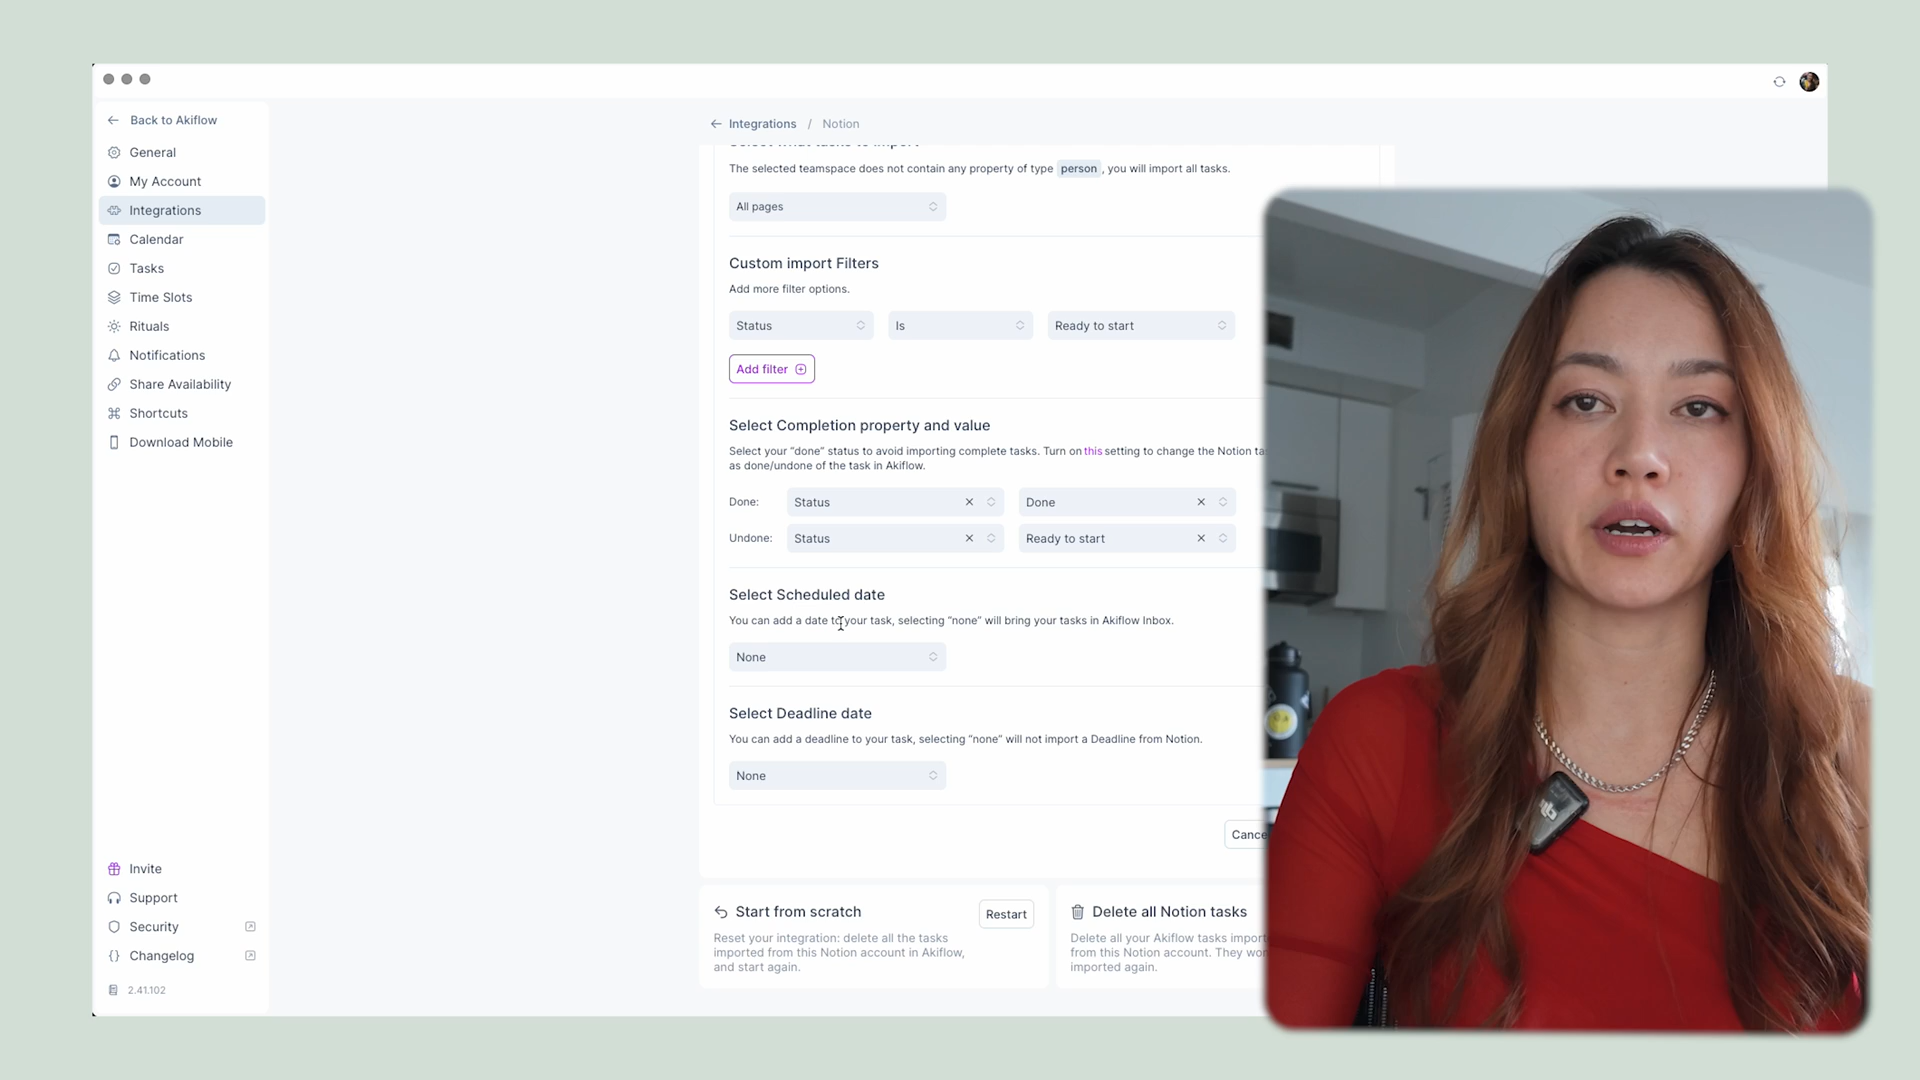 Back to Akiflow
General
My Account
Integrations
Calendar
Tasks
Time Slots
Rituals
Notifications
Share Availability
Shortcuts
Download Mobile
Invite
Support
Security
Changelog
2.41.102
Integrations / Notion
Select what tasks to import
The selected teamspace does not contain any property of type person , you will import all tasks.
All pages
Custom import Filters
Add more filter options.
Status Is Ready to start
Add filter
Select Completion property and value
Select your “done” status to avoid importing complete tasks. Turn on this setting to change the Notion
as done/undone of the task in Akiflow.
Done: Status Done
Undone: Status Ready to start
Select Scheduled date
You can add a date to your task, selecting “none” will bring your tasks in Akiflow Inbox.
None
Select Deadline date
You can add a deadline to your task, selecting “none” will not import a Deadline from Notion.
None
Cance
Start from scratch
Restart
Reset your integration: delete all the tasks
imported from this Notion account in Akiflow,
and start again.
Delete all Notion tasks
Delete all your Akiflow tasks import
from this Notion account. They
imported again.